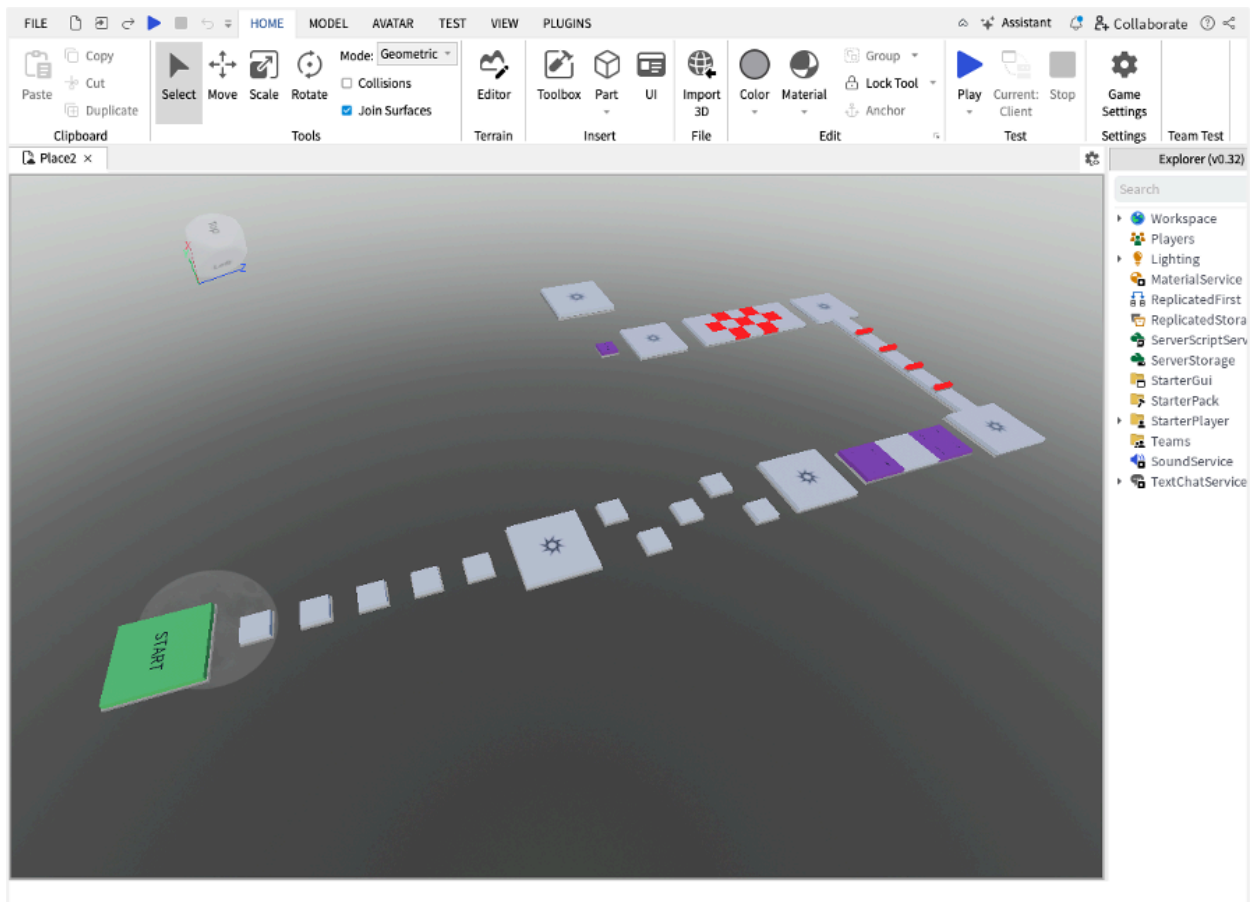 FILE HOME MODEL AVATAR TEST VIEW PLUGINS Assistant Collaborate
Paste Copy Cut Duplicate
Clipboard
Select Move Scale Rotate Mode: Geometric Collisions Join Surfaces
Tools
Editor
Terrain
Toolbox Part UI
Insert
Import 3D
File
Color Material Group Lock Tool Anchor
Edit
Play Current: Client Stop
Test
Game Settings
Settings
Team Test
Place2
Explorer (v0.32)
Search
Workspace
Players
Lighting
MaterialService
ReplicatedFirst
ReplicatedStora
ServerScriptServ
ServerStorage
StarterGui
StarterPack
StarterPlayer
Teams
SoundService
TextChatService
X
Z
START